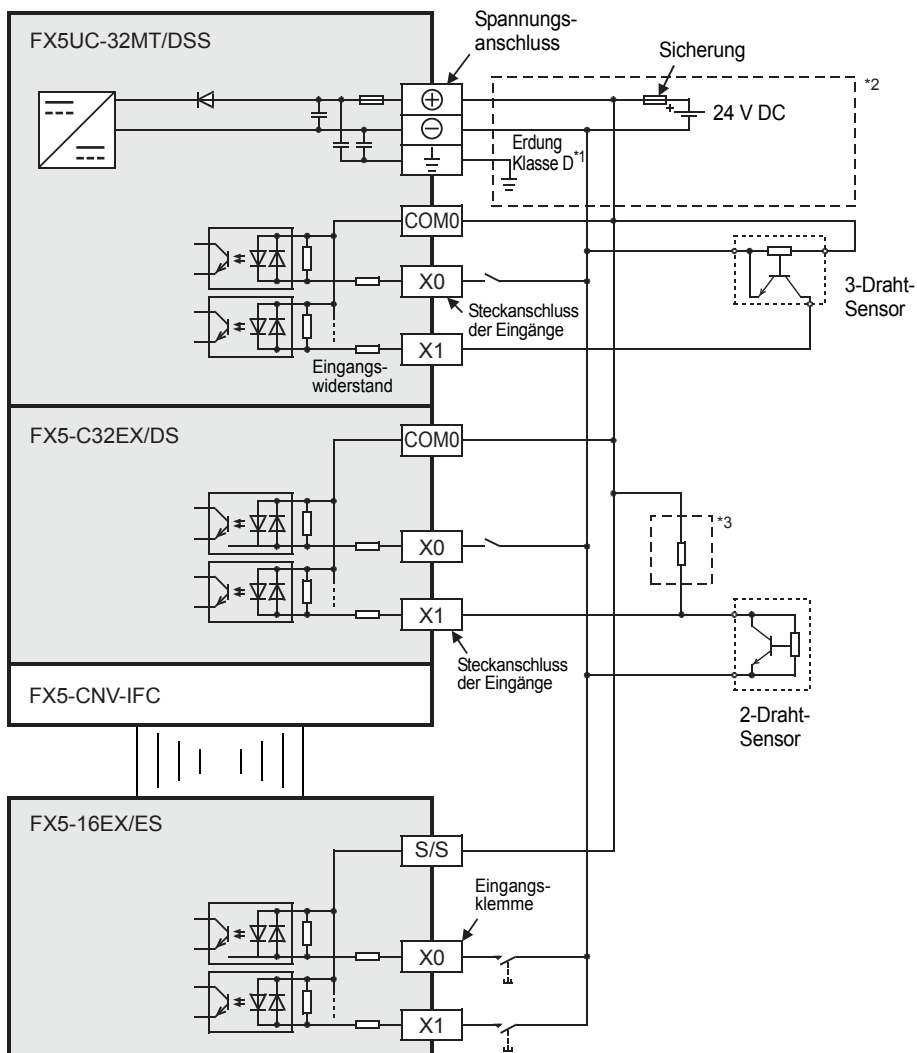 FX5UC-32MT/DSS
Spannungs-
anschluss
Sicherung
*2
24 V DC
Erdung
Klasse D*1
COM0
X0
Steckanschluss
der Eingänge
3-Draht-
Sensor
X1
Eingangs-
widerstand
FX5-C32EX/DS
COM0
*3
X0
X1
Steckanschluss
der Eingänge
FX5-CNV-IFC
2-Draht-
Sensor
FX5-16EX/ES
S/S
Eingangs-
klemme
X0
X1